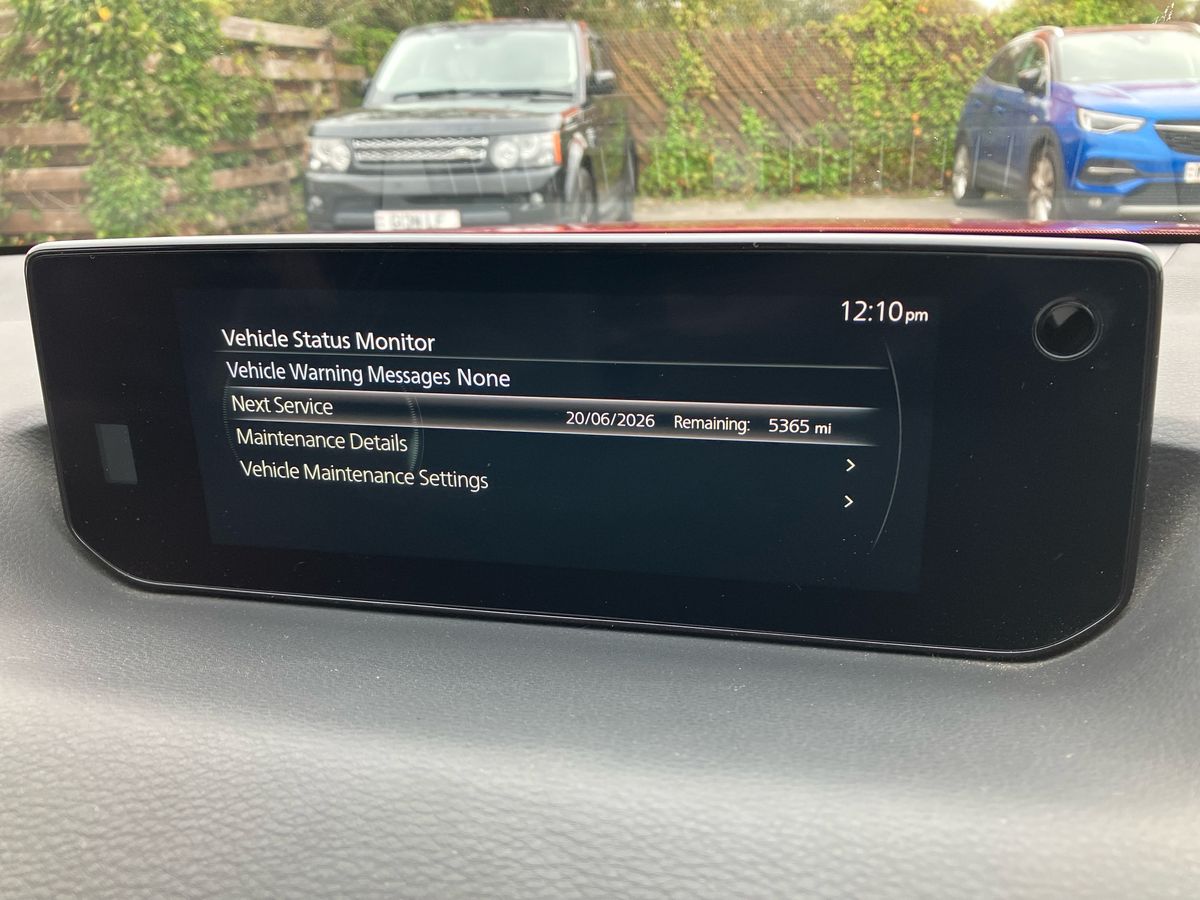 12:10pm
Vehicle Status Monitor
Vehicle Warning Messages None
Next Service 20/06/2026 Remaining: 5365 mi
Maintenance Details >
Vehicle Maintenance Settings >